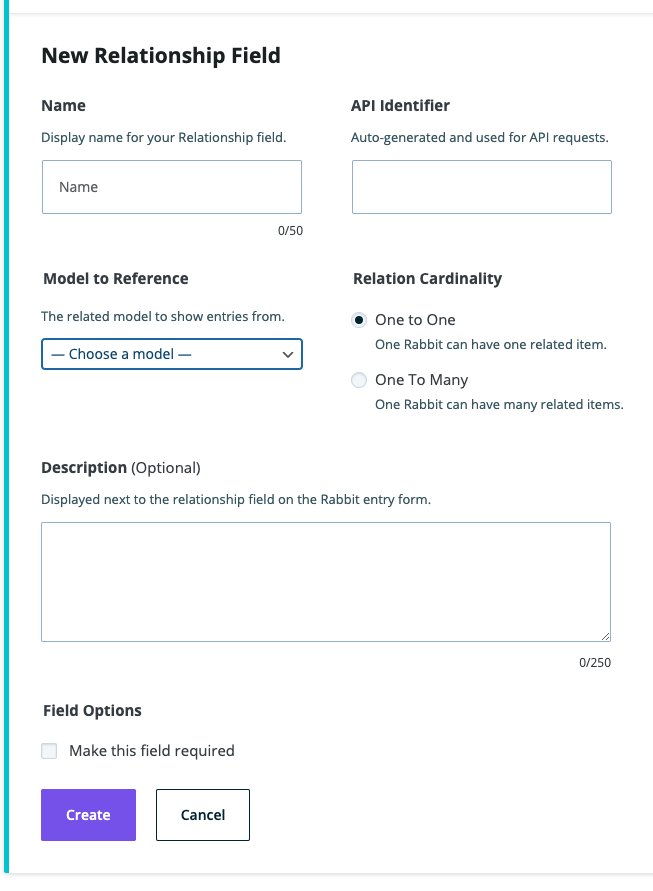 New Relationship Field
Name
Display name for your Relationship field.
Name
0/50
API Identifier
Auto-generated and used for API requests.
Model to Reference
The related model to show entries from.
— Choose a model —
Relation Cardinality
One to One
One Rabbit can have one related item.
One To Many
One Rabbit can have many related items.
Description (Optional)
Displayed next to the relationship field on the Rabbit entry form.
0/250
Field Options
Make this field required
Create
Cancel